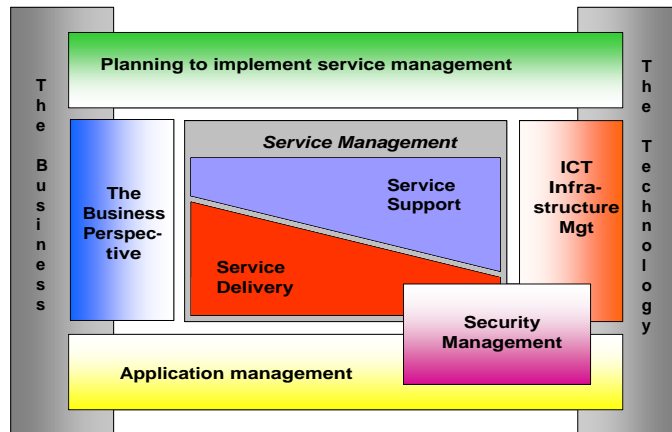 The Business
Planning to implement service management
The Technology
Service Management
The
Business
Perspec-
tive
Service
Support
ICT
Infra-
structure
Mgt
Service
Delivery
Security
Management
Application management